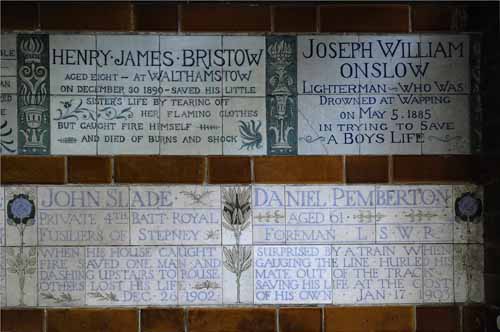 HENRY·JAMES·BRISTOW
AGED EIGHT – AT WALTHAMSTOW
ON DECEMBER 30 1890 – SAVED HIS LITTLE
SISTER'S LIFE BY TEARING OFF
HER FLAMING CLOTHES
BUT CAUGHT FIRE HIMSELF
AND DIED OF BURNS AND SHOCK
JOSEPH WILLIAM
ONSLOW
LIGHTERMAN – WHO WAS
DROWNED AT WAPPING
ON MAY 5. 1885
IN TRYING TO SAVE
A BOYS LIFE
JOHN SLADE
PRIVATE 4TH BATT. ROYAL
FUSILIERS OF STEPNEY
WHEN HIS HOUSE CAUGHT
FIRE SAVED ONE MAN AND
DASHING UPSTAIRS TO ROUSE
OTHERS LOST HIS LIFE
DEC. 26 1902
DANIEL PEMBERTON
AGED 61
FOREMAN L.S.W.R.
SURPRISED BY A TRAIN WHEN
GAUGING THE LINE HURLED HIS
MATE OUT OF THE TRACK
SAVING HIS LIFE AT THE COST
OF HIS OWN JAN 17 1903